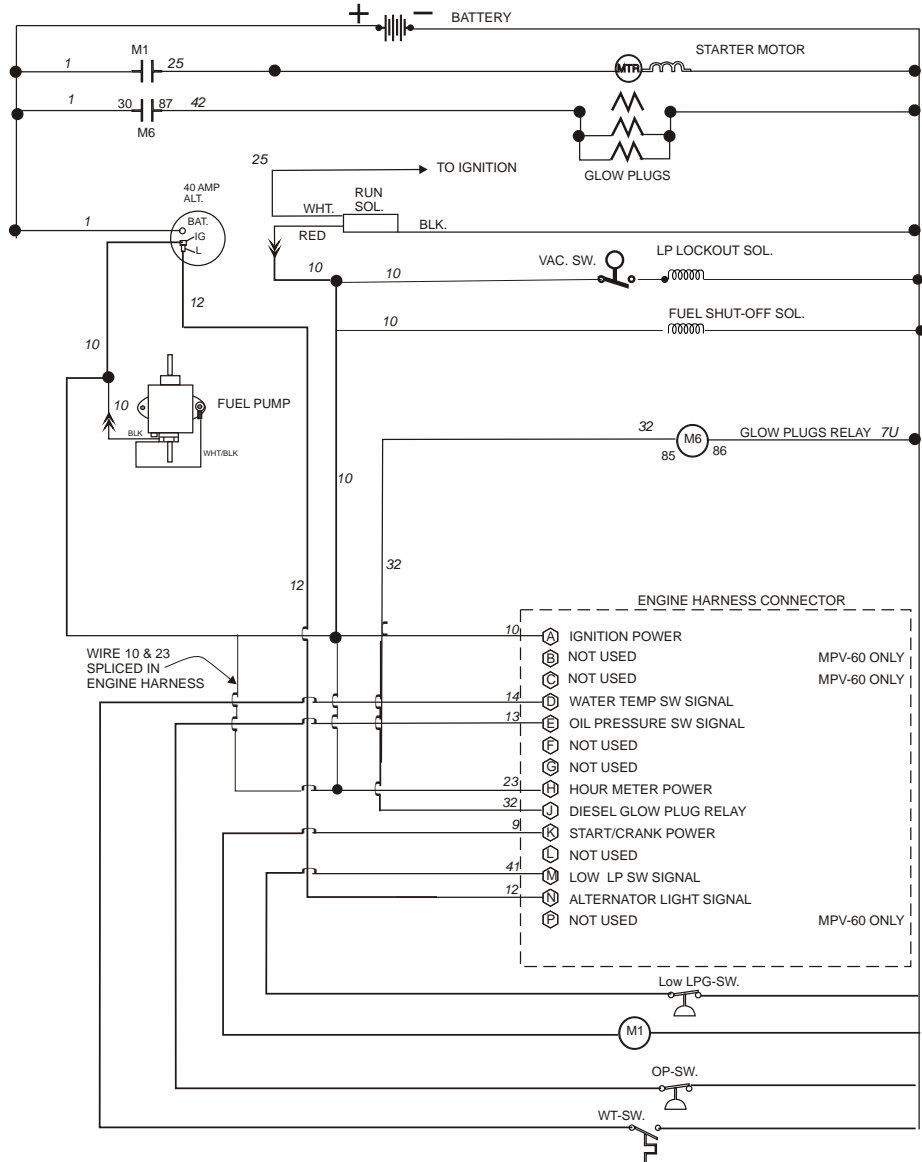 + − BATTERY
M1
STARTER MOTOR
1 25
MTR
1 30 87 42
M6
GLOW PLUGS
25
TO IGNITION
40 AMP
ALT.
RUN
SOL.
WHT.
BLK.
1
BAT.
IG
L
RED
VAC. SW.
LP LOCKOUT SOL.
10 10
12
FUEL SHUT-OFF SOL.
10
10
FUEL PUMP
10
BLK
WHT/BLK
32
M6
GLOW PLUGS RELAY 7U
85 86
10
32
12
ENGINE HARNESS CONNECTOR
WIRE 10 & 23
SPLICED IN
ENGINE HARNESS
10 A IGNITION POWER
B NOT USED MPV-60 ONLY
C NOT USED MPV-60 ONLY
14 D WATER TEMP SW SIGNAL
13 E OIL PRESSURE SW SIGNAL
F NOT USED
G NOT USED
23 H HOUR METER POWER
32 J DIESEL GLOW PLUG RELAY
9 K START/CRANK POWER
L NOT USED
41 M LOW LP SW SIGNAL
12 N ALTERNATOR LIGHT SIGNAL
P NOT USED MPV-60 ONLY
Low LPG-SW.
M1
OP-SW.
WT-SW.